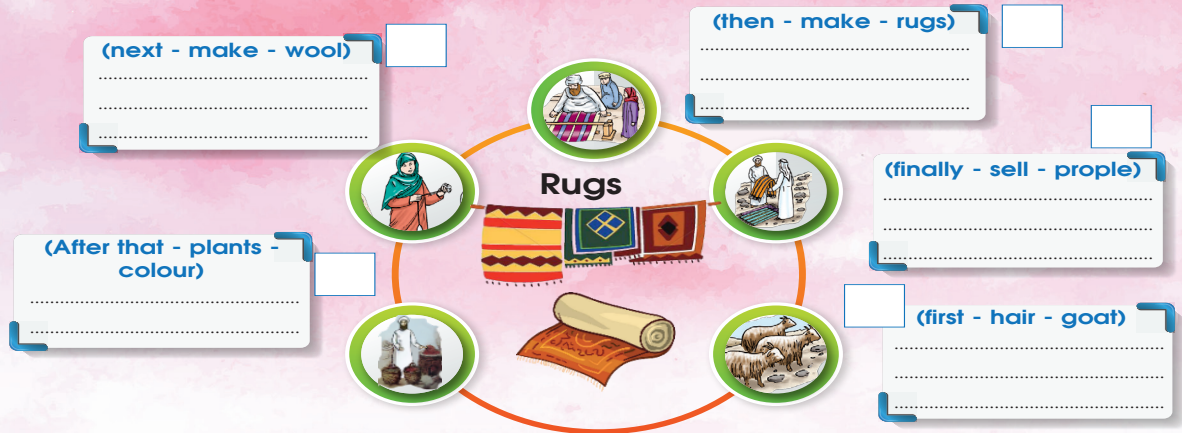 (then - make - rugs)
(next - make - wool)
Rugs
(finally - sell - prople)
(After that - plants -
colour)
(first - hair - goat)